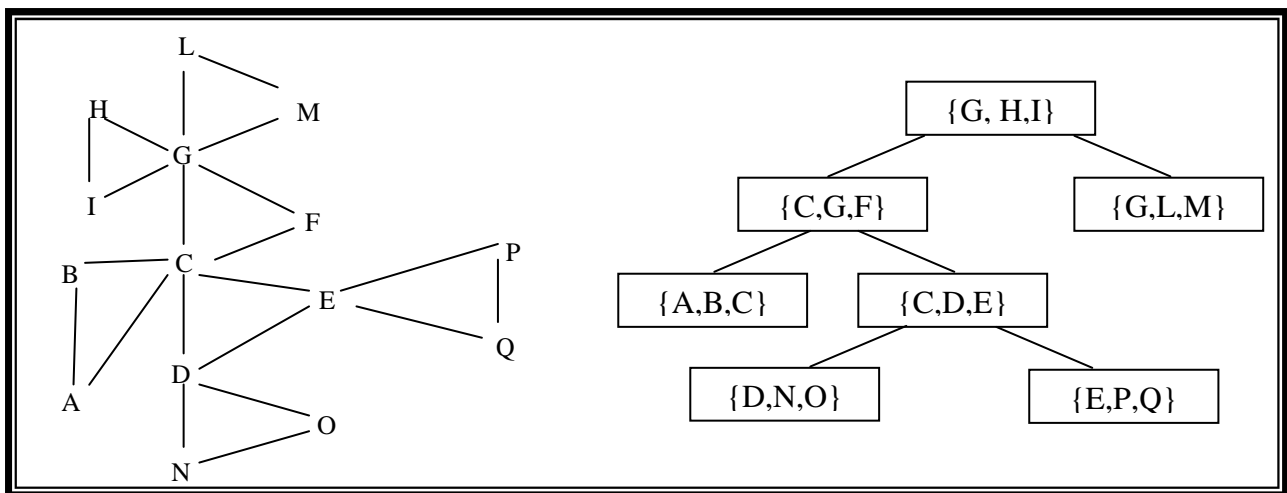 L
H
M
G
I
F
B
C
P
E
Q
D
A
O
N
{G, H,I}
{C,G,F}
{G,L,M}
{A,B,C}
{C,D,E}
{D,N,O}
{E,P,Q}